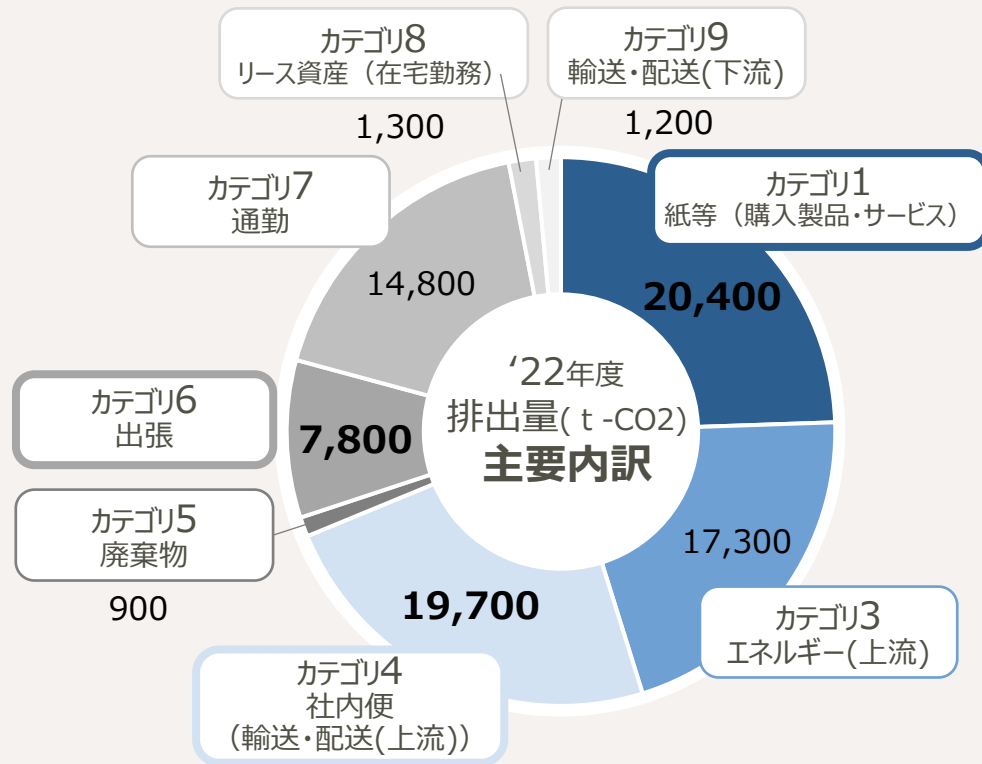 カテゴリ8
リース資産（在宅勤務）
1,300
カテゴリ9
輸送・配送(下流)
1,200
カテゴリ7
通勤
14,800
カテゴリ1
紙等（購入製品・サービス）
20,400
‘22年度
排出量(ｔ-CO2)
主要内訳
カテゴリ6
出張
7,800
カテゴリ5
廃棄物
900
17,300
カテゴリ3
エネルギー(上流)
19,700
カテゴリ4
社内便
（輸送・配送(上流)）